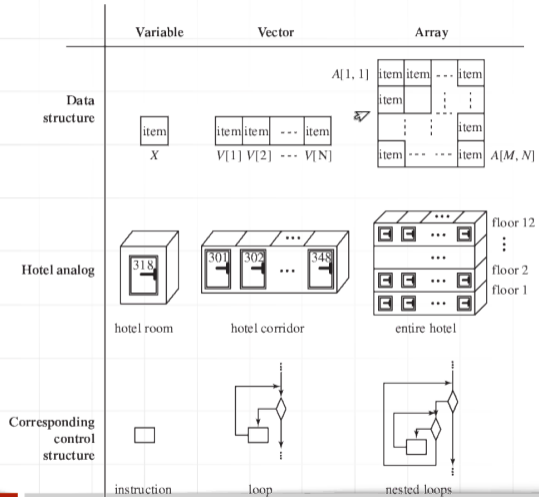 Variable Vector Array
A[1, 1] item item --- item
item
Data
structure
item item item --- item item
X V[1] V[2] --- V[N] item --- --- item A[M, N]
floor 12
Hotel analog 318 301 302 ... 348 floor 2
floor 1
hotel room hotel corridor entire hotel
Corresponding
control
structure
instruction loop nested loops